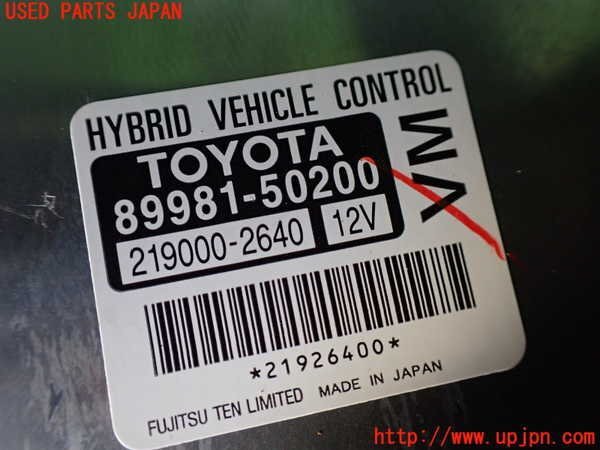 USED PARTS JAPAN
HYBRID VEHICLE CONTROL
TOYOTA
89981-50200
219000-2640 12V
VM
*21926400*
FUJITSU TEN LIMITED MADE IN JAPAN
http://www.upjpn.com/